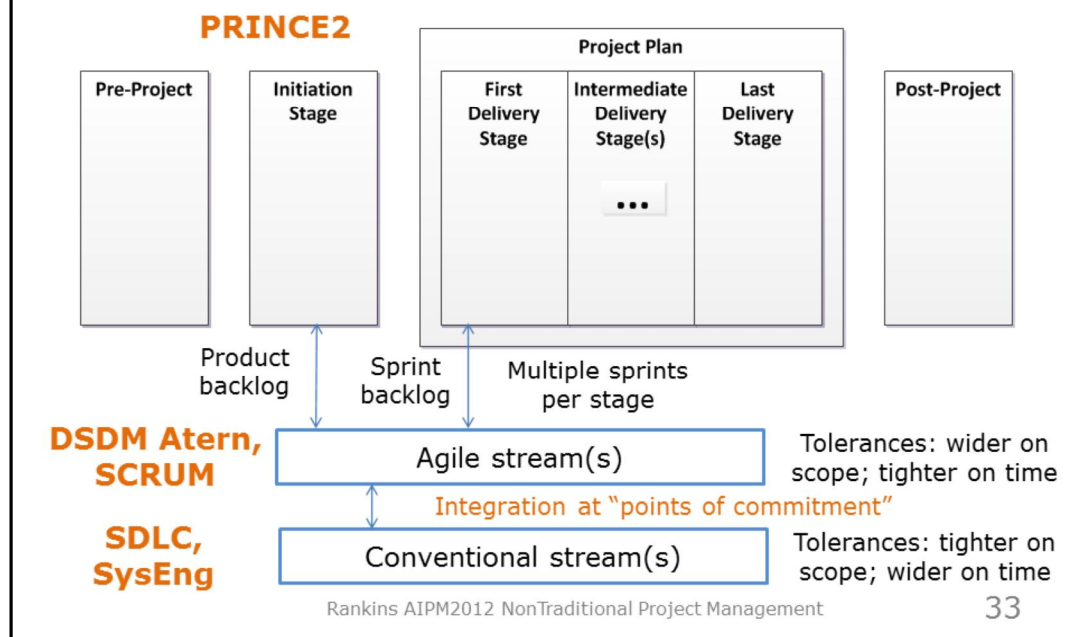 PRINCE2
Project Plan
Pre-Project
Initiation
Stage
First
Delivery
Stage
Intermediate
Delivery
Stage(s)
...
Last
Delivery
Stage
Post-Project
Product
backlog
Sprint
backlog
Multiple sprints
per stage
DSDM Atern,
SCRUM
Agile stream(s)
Tolerances: wider on
scope; tighter on time
Integration at “points of commitment”
SDLC,
SysEng
Conventional stream(s)
Tolerances: tighter on
scope; wider on time
Rankins AIPM2012 NonTraditional Project Management
33